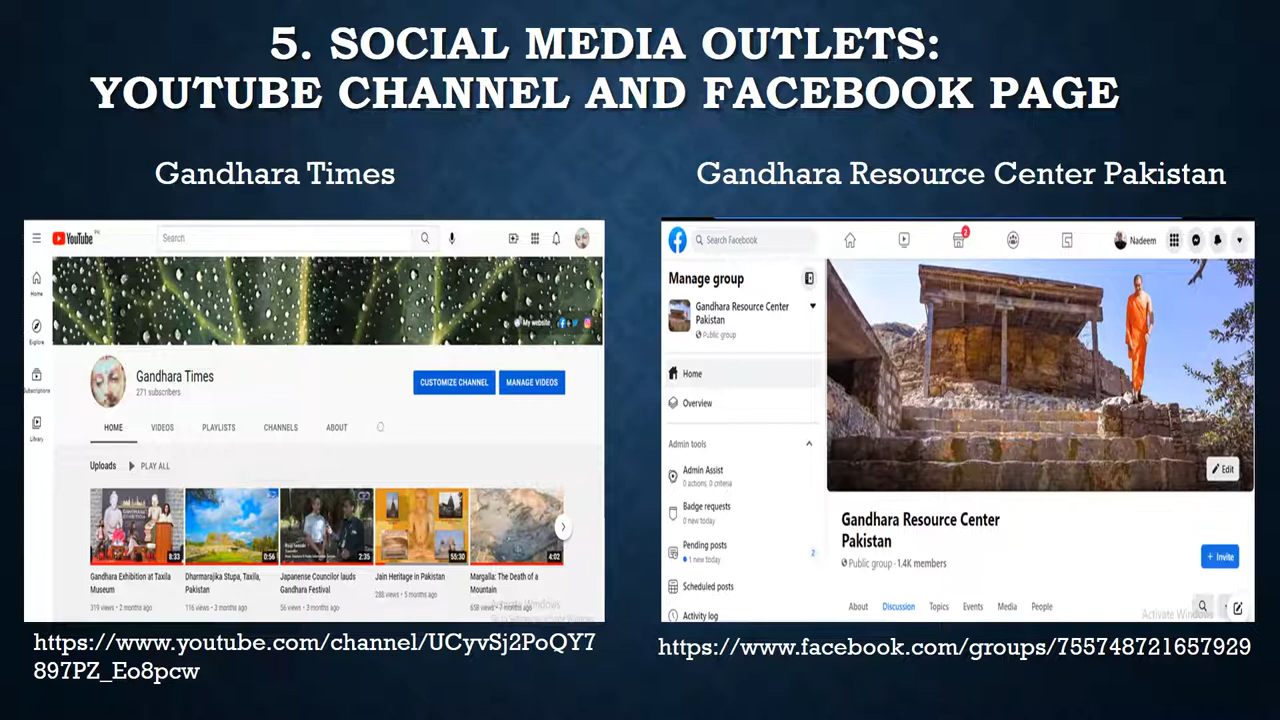 5. SOCIAL MEDIA OUTLETS:
YOUTUBE CHANNEL AND FACEBOOK PAGE
Gandhara Times
YouTube PK
Search
Home
Explore
Subscriptions
Library
My website
Gandhara Times
271 subscribers
CUSTOMIZE CHANNEL
MANAGE VIDEOS
HOME VIDEOS PLAYLISTS CHANNELS ABOUT
Uploads PLAY ALL
8:33 0:56 2:35 55:30 4:02
Gandhara Exhibition at Taxila
Museum
319 views • 2 months ago
Dharmarajika Stupa, Taxila,
Pakistan
116 views • 3 months ago
Japanense Councilor lauds
Gandhara Festival
56 views • 3 months ago
Jain Heritage in Pakistan
288 views • 5 months ago
Margalla: The Death of a
Mountain
Activate Windows
https://www.youtube.com/channel/UCyvSj2PoQY7
897PZ_Eo8pcw
Gandhara Resource Center Pakistan
Search Facebook
2
Nadeem
Manage group
Gandhara Resource Center
Pakistan
Public group
Home
Overview
Admin tools
Admin Assist
0 actions, 0 criteria
Badge requests
0 new today
Pending posts
1 new today
2
Scheduled posts
Activity log
Edit
Gandhara Resource Center
Pakistan
Public group · 1.4K members
+ Invite
About Discussion Topics Events Media People
Activate Windows
https://www.facebook.com/groups/755748721657929